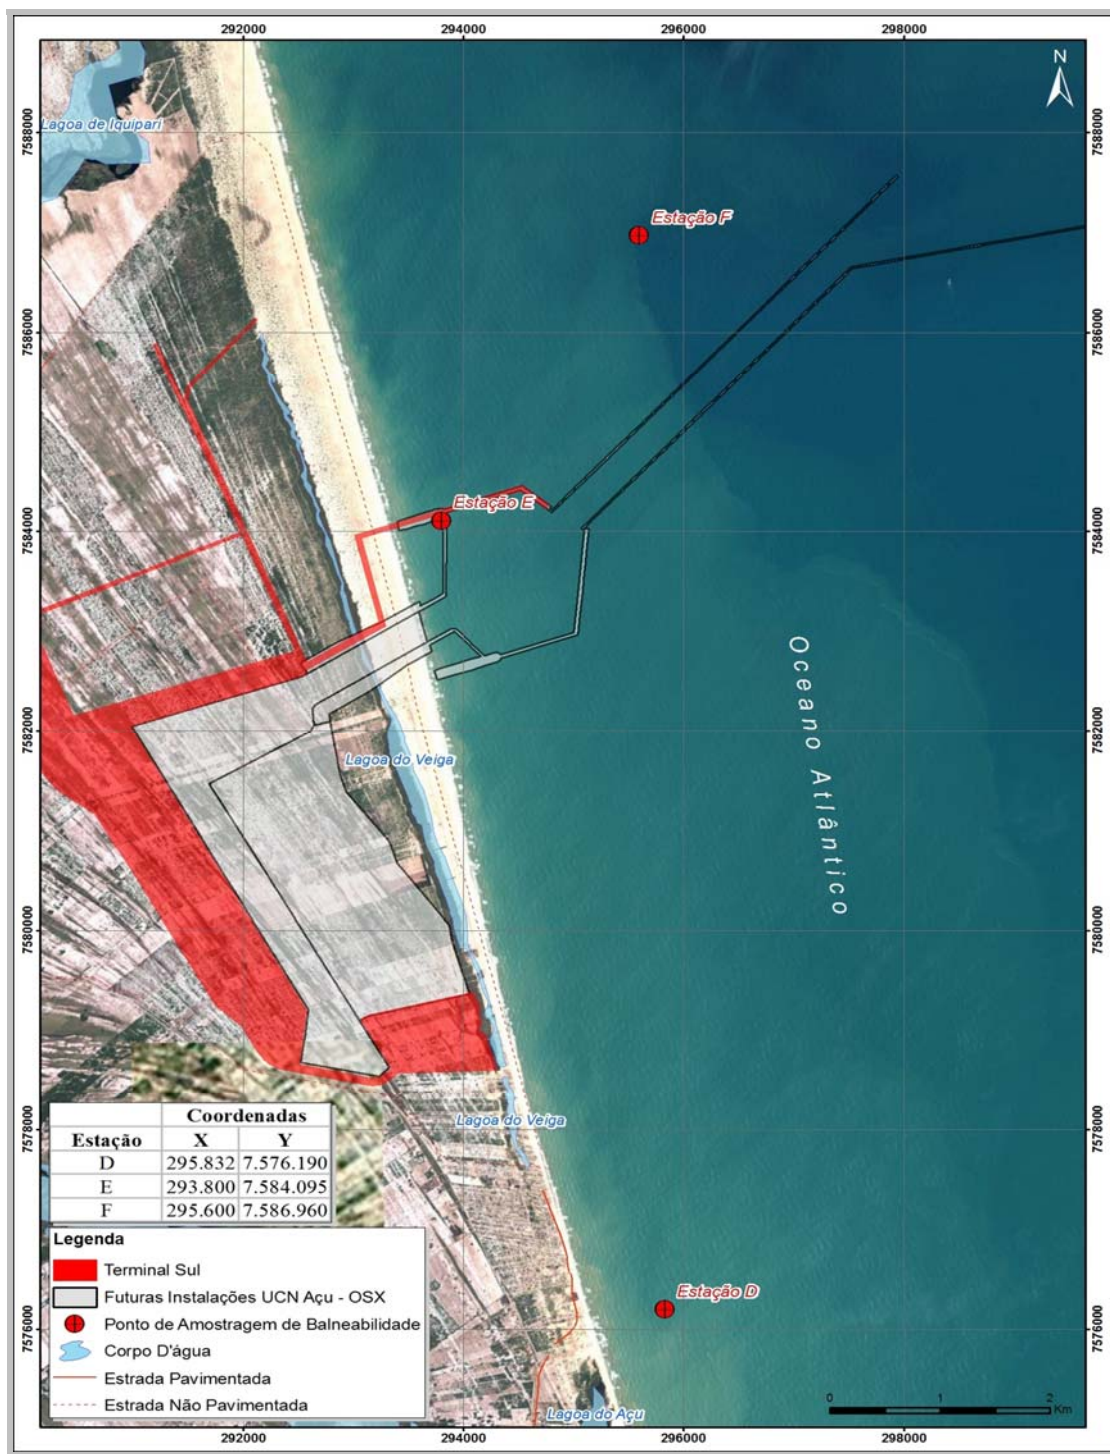 292000 294000 296000 298000
N
Lagoa de Iquipari
7588000 7588000
Estação F
7586000 7586000
Estação E
7584000 7584000
Oceano Atlântico
7582000 7582000
Lagoa do Veiga
7580000 7580000
7578000 7578000
Lagoa do Veiga
Coordenadas
Estação X Y
D 295.832 7.576.190
E 293.800 7.584.095
F 295.600 7.586.960
Legenda
Terminal Sul
Futuras Instalações UCN Açu - OSX
Ponto de Amostragem de Balneabilidade
Corpo D'água
Estrada Pavimentada
Estrada Não Pavimentada
Estação D
7576000 7576000
Lagoa do Açu
0 1 2
Km
292000 294000 296000 298000